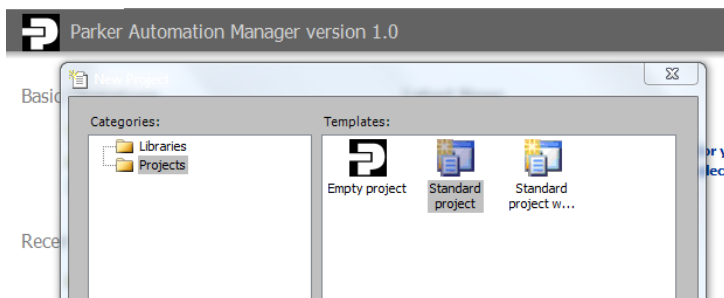 Parker Automation Manager version 1.0
New Project
Basic
Categories:
Templates:
Libraries
Projects
Empty project
Standard
project
Standard
project w...
Rece